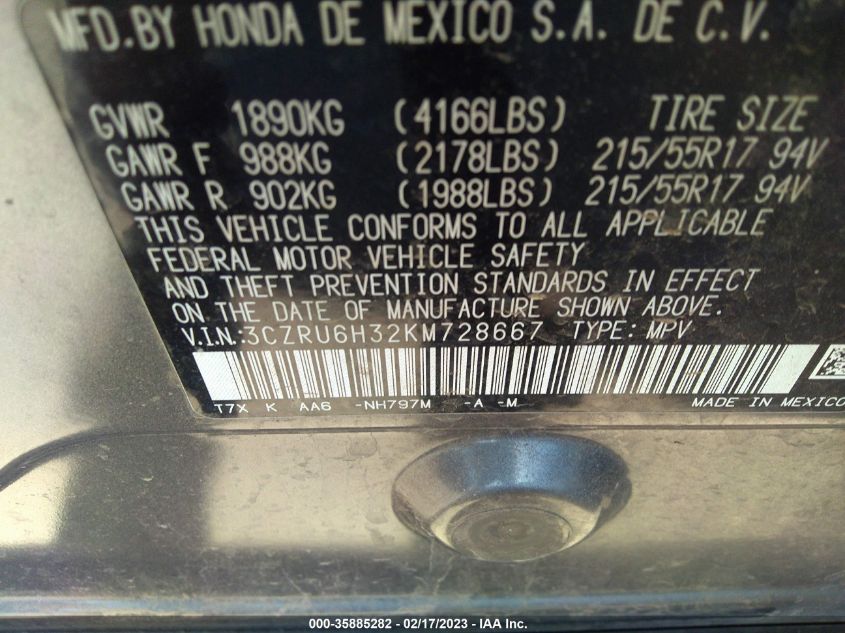 MFD.BY HONDA DE MEXICO S.A. DE C.V.
GVWR 1890KG (4166LBS) TIRE SIZE
GAWR F 988KG (2178LBS) 215/55R17 94V
GAWR R 902KG (1988LBS) 215/55R17 94V
THIS VEHICLE CONFORMS TO ALL APPLICABLE
FEDERAL MOTOR VEHICLE SAFETY
AND THEFT PREVENTION STANDARDS IN EFFECT
ON THE DATE OF MANUFACTURE SHOWN ABOVE.
V.I.N.:3CZRU6H32KM728667 TYPE: MPV
T7X K AA6 -NH797M -A -M MADE IN MEXICO
000-35885282 - 02/17/2023 - © IAA Inc.